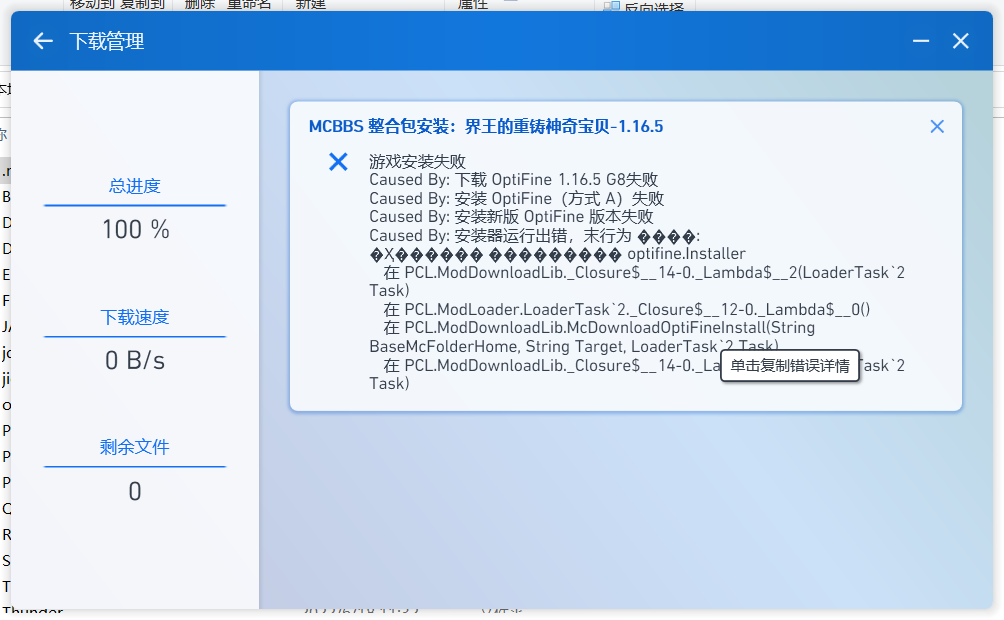 移动到 复制到
删除
重命名
新建
属性
反向选择
下载管理
总进度
100 %
下载速度
0 B/s
剩余文件
0
MCBBS 整合包安装：界王的重铸神奇宝贝-1.16.5
游戏安装失败
Caused By: 下载 OptiFine 1.16.5 G8失败
Caused By: 安装 OptiFine（方式 A）失败
Caused By: 安装新版 OptiFine 版本失败
Caused By: 安装器运行出错，末行为 ����:
�Ҳ������ ��������� optifine.Installer
在 PCL.ModDownloadLib._Closure$__14-0._Lambda$__2(LoaderTask`2
Task)
在 PCL.ModLoader.LoaderTask`2._Closure$__12-0._Lambda$__0()
在 PCL.ModDownloadLib.McDownloadOptiFineInstall(String
BaseMcFolderHome, String Target, LoaderTask`2 Task)
在 PCL.ModDownloadLib._Closure$__14-0._La
ask`2
Task)
单击复制错误详情
Thunder